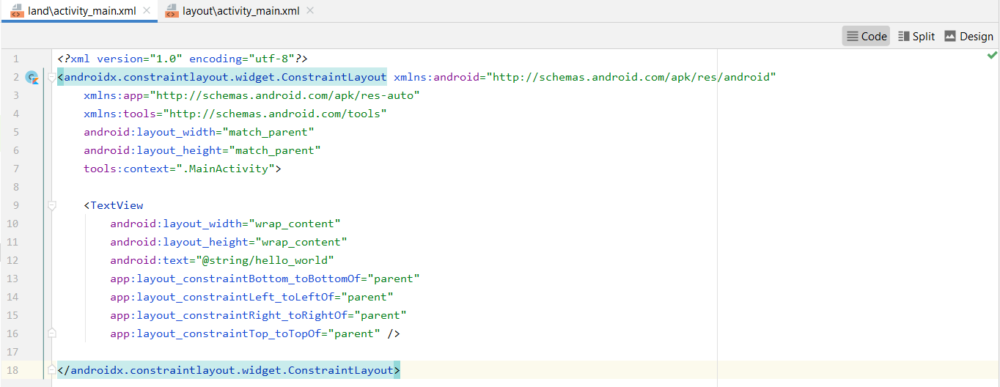 land\activity_main.xml layout\activity_main.xml
Code Split Design
1 <?xml version="1.0" encoding="utf-8"?>
2 <androidx.constraintlayout.widget.ConstraintLayout xmlns:android="http://schemas.android.com/apk/res/android"
3 xmlns:app="http://schemas.android.com/apk/res-auto"
4 xmlns:tools="http://schemas.android.com/tools"
5 android:layout_width="match_parent"
6 android:layout_height="match_parent"
7 tools:context=".MainActivity">
8
9 <TextView
10 android:layout_width="wrap_content"
11 android:layout_height="wrap_content"
12 android:text="@string/hello_world"
13 app:layout_constraintBottom_toBottomOf="parent"
14 app:layout_constraintLeft_toLeftOf="parent"
15 app:layout_constraintRight_toRightOf="parent"
16 app:layout_constraintTop_toTopOf="parent" />
17
18 </androidx.constraintlayout.widget.ConstraintLayout>